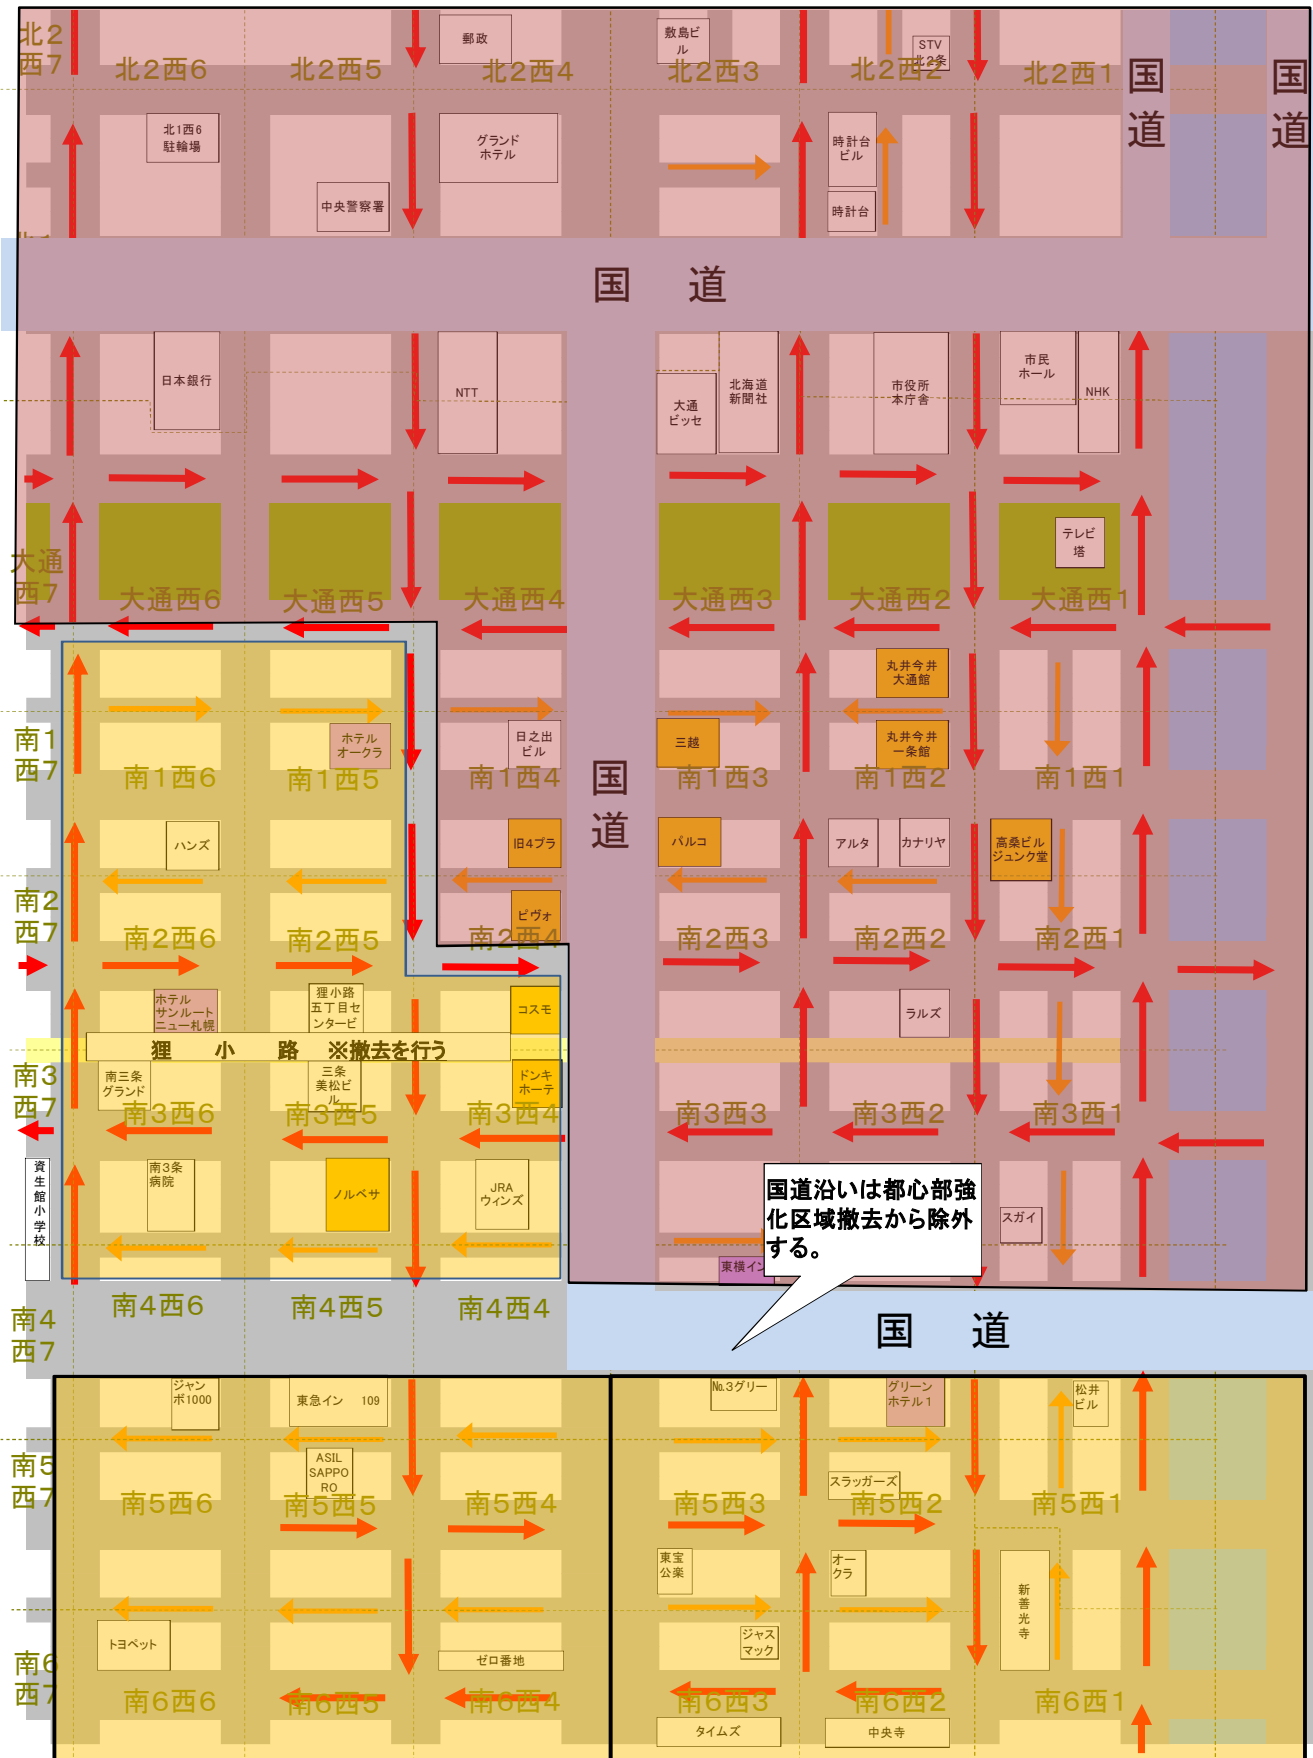 郵政
敷島ビ
ル
STV
北2条
北2
西7
北2西6
北2西5
北2西4
北2西3
北2西2
北2西1
国
道
国
道
北1西6
駐輪場
グランド
ホテル
中央警察署
時計台
ビル
時計台
国 道
日本銀行
NTT
大通
ビッセ
北海道
新聞社
市役所
本庁舎
市民
ホール
NHK
テレビ
塔
大通
西7
大通西6
大通西5
大通西4
大通西3
大通西2
大通西1
丸井今井
大通館
ホテル
オークラ
日之出
ビル
三越
丸井今井
一条館
南1
西7
南1西6
南1西5
南1西4
南1西3
南1西2
南1西1
国
道
ハンズ
旧4プラ
パルコ
アルタ
カナリヤ
高桑ビル
ジュンク堂
ピヴォ
南2
西7
南2西6
南2西5
南2西4
南2西3
南2西2
南2西1
ホテル
サンルート
ニュー札幌
狸小路
五丁目セ
ンタービ
コスモ
ラルズ
狸 小 路 ※撤去を行う
南三条
グランド
三条
美松ビ
ル
ドンキ
ホーテ
南3
西7
南3西6
南3西5
南3西4
南3西3
南3西2
南3西1
資生館小学校
南3条
病院
ノルベサ
JRA
ウィンズ
国道沿いは都心部強
化区域撤去から除外
する。
スガイ
東横イン
南4
西7
南4西6
南4西5
南4西4
国 道
ジャン
ボ1000
東急イン 109
№3グリー
グリーン
ホテル1
松井
ビル
ASIL
SAPPO
RO
スラッガーズ
南5
西7
南5西6
南5西5
南5西4
南5西3
南5西2
南5西1
東宝
公楽
オー
クラ
新善光寺
トヨペット
ゼロ番地
ジャス
マック
南6
西7
南6西6
南6西5
南6西4
南6西3
南6西2
南6西1
タイムズ
中央寺